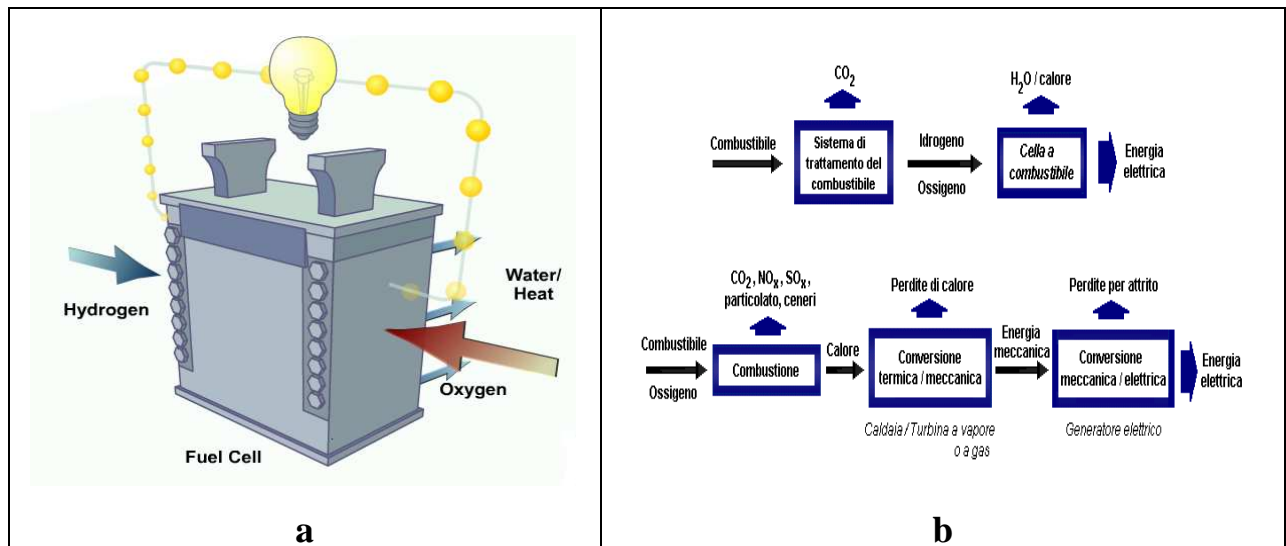 Hydrogen
Water/
Heat
Oxygen
Fuel Cell
a
CO2
H2O / calore
Combustibile
Sistema di
trattamento del
combustibile
Idrogeno
Ossigeno
Cella a
combustibile
Energia
elettrica
CO2, NOx, SOx,
particolato, ceneri
Perdite di calore
Perdite per attrito
Combustibile
Ossigeno
Combustione
Calore
Conversione
termica / meccanica
Energia
meccanica
Conversione
meccanica / elettrica
Energia
elettrica
Caldaia / Turbina a vapore
o a gas
Generatore elettrico
b